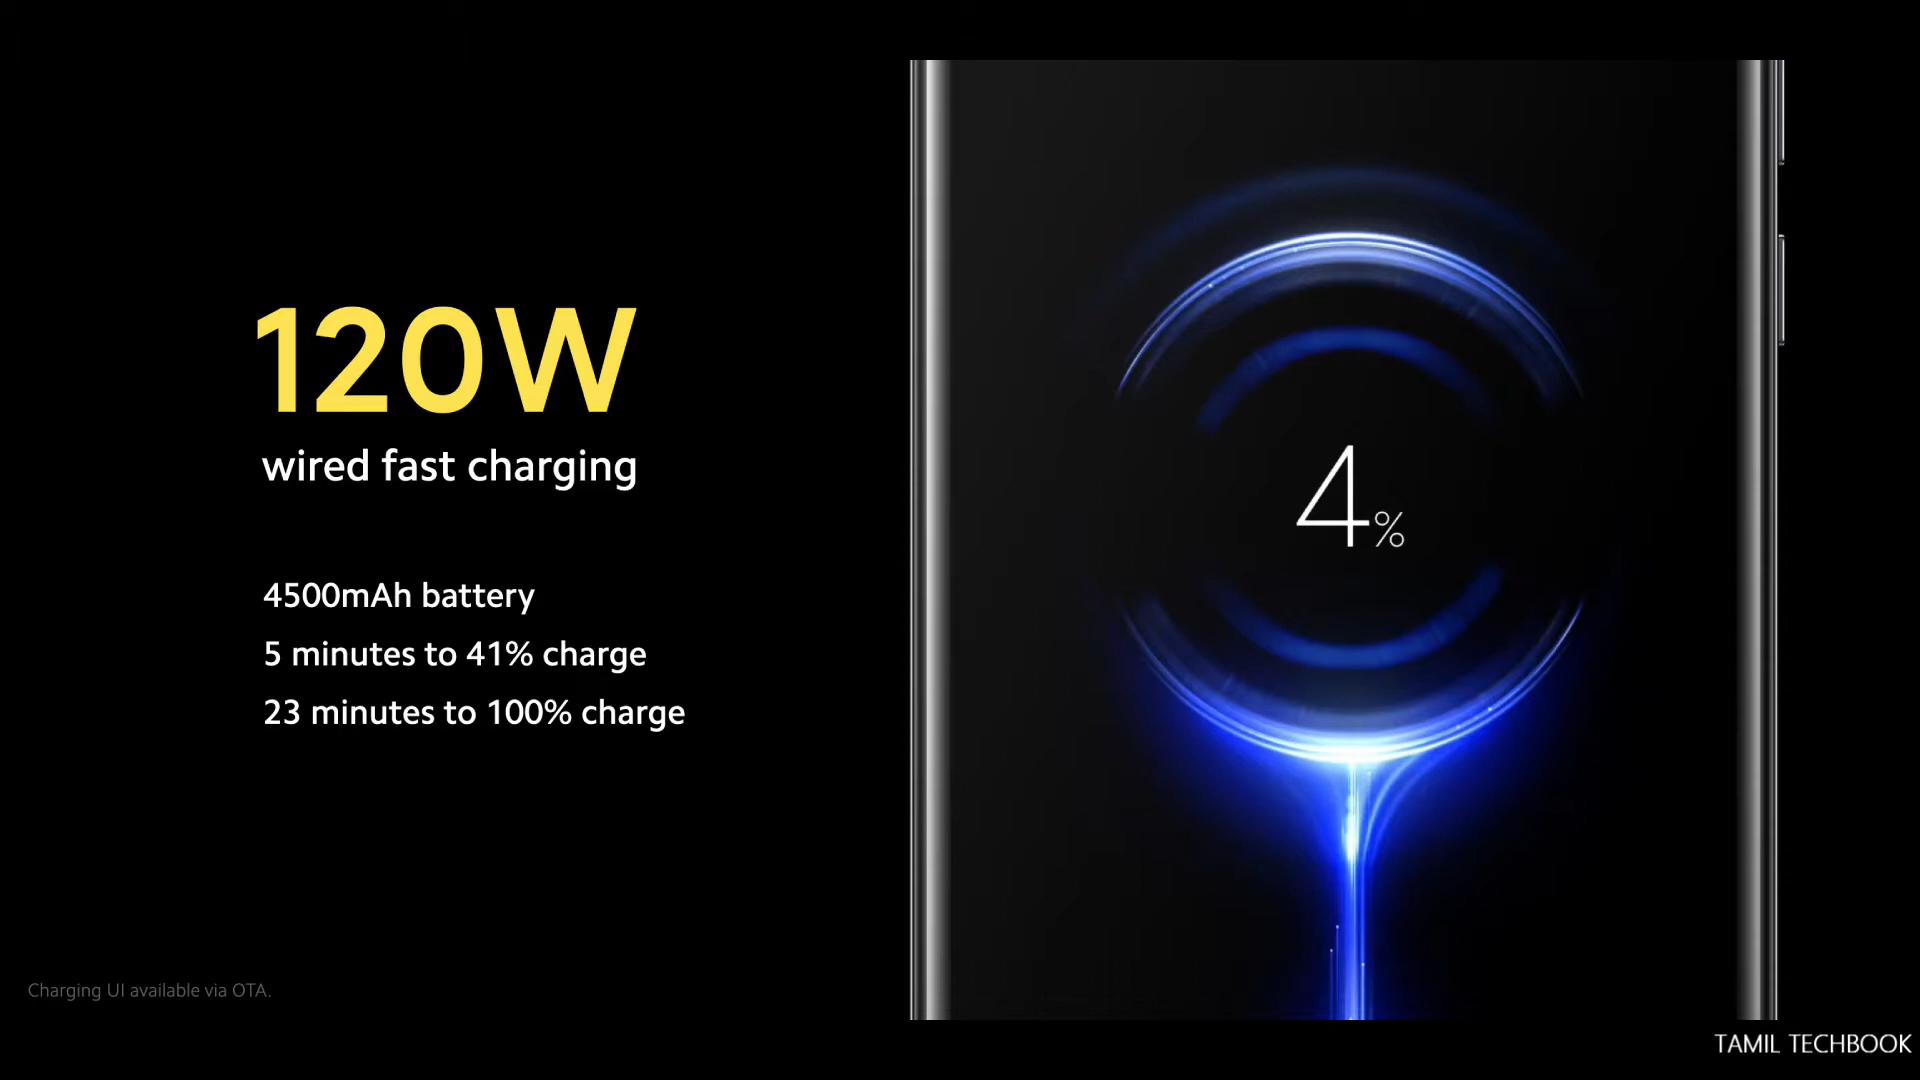 120W
wired fast charging
4500mAh battery
5 minutes to 41% charge
23 minutes to 100% charge
4%
Charging UI available via OTA.
TAMIL TECHBOOK